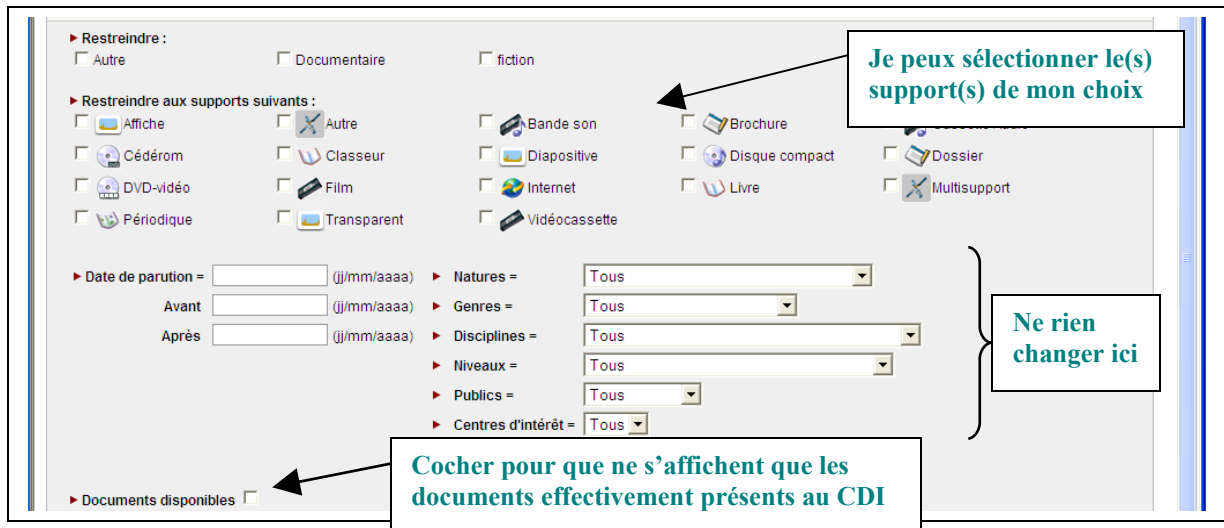 Restreindre :
Autre Documentaire fiction
Je peux sélectionner le(s)
support(s) de mon choix
Restreindre aux supports suivants :
Affiche Autre Bande son Brochure
Cédérom Classeur Diapositive Disque compact Dossier
DVD-vidéo Film Internet Livre Multisupport
Périodique Transparent Vidéocassette
Date de parution = (jj/mm/aaaa) Natures = Tous
Avant (jj/mm/aaaa) Genres = Tous
Après (jj/mm/aaaa) Disciplines = Tous
Niveaux = Tous
Publics = Tous
Centres d'intérêt = Tous
Ne rien
changer ici
Cocher pour que ne s’affichent que les
documents effectivement présents au CDI
Documents disponibles